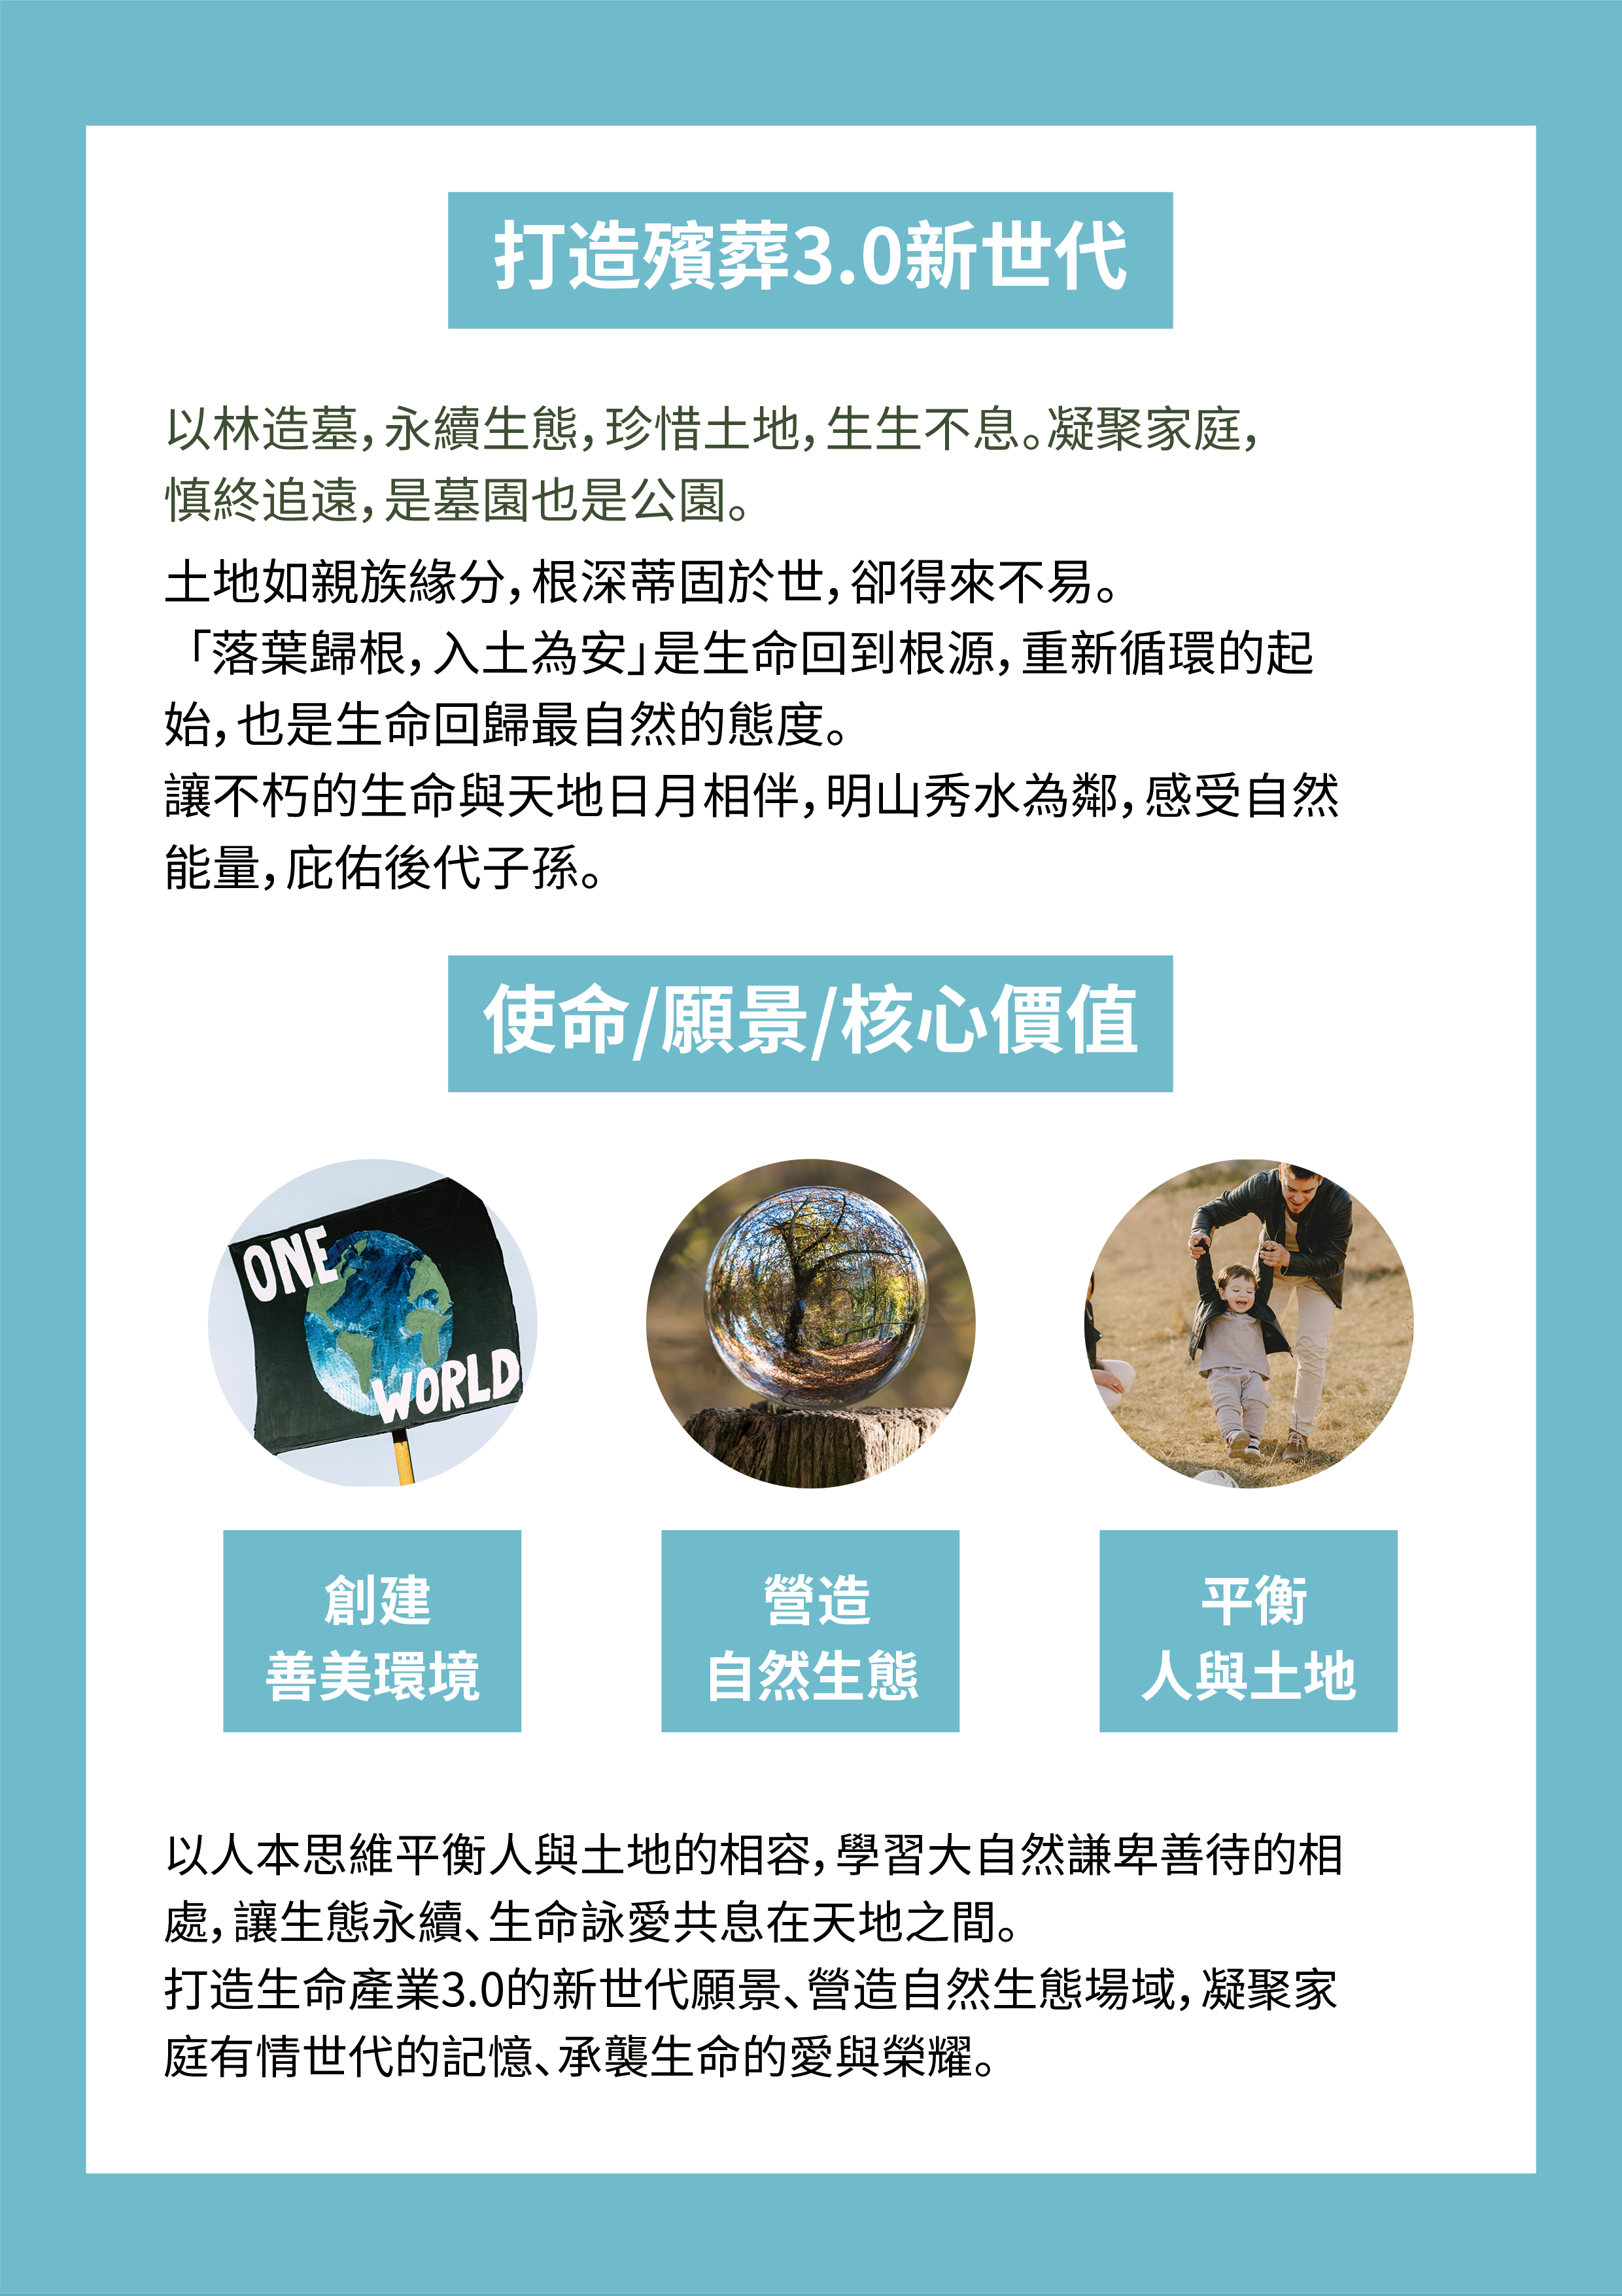 打造殯葬3.0新世代
以林造墓，永續生態，珍惜土地，生生不息。凝聚家庭，
慎終追遠，是墓園也是公園。
土地如親族緣分，根深蒂固於世，卻得來不易。
「落葉歸根，入土為安」是生命回到根源，重新循環的起
始，也是生命回歸最自然的態度。
讓不朽的生命與天地日月相伴，明山秀水為鄰，感受自然
能量，庇佑後代子孫。
使命/願景/核心價值
ONE
WORLD
創建
善美環境
營造
自然生態
平衡
人與土地
以人本思維平衡人與土地的相容，學習大自然謙卑善待的相
處，讓生態永續、生命詠愛共息在天地之間。
打造生命產業3.0的新世代願景、營造自然生態場域，凝聚家
庭有情世代的記憶、承襲生命的愛與榮耀。